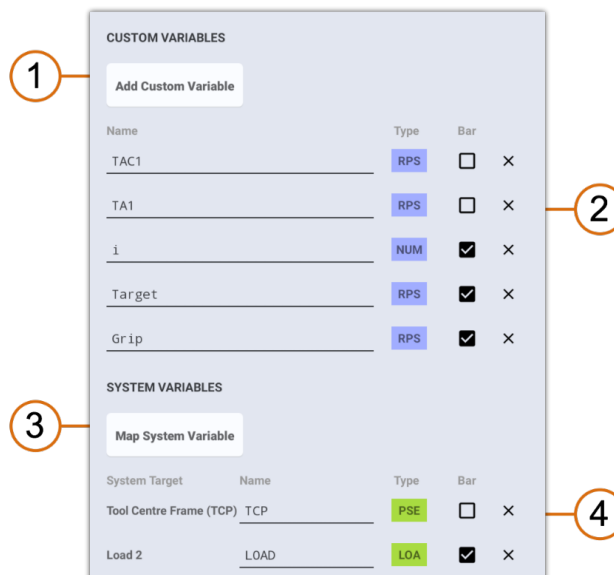 CUSTOM VARIABLES
1
Add Custom Variable
Name Type Bar
TAC1 RPS
TA1 RPS
2
i NUM
Target RPS
Grip RPS
SYSTEM VARIABLES
3
Map System Variable
System Target Name Type Bar
Tool Centre Frame (TCP) TCP PSE
4
Load 2 LOAD LOA